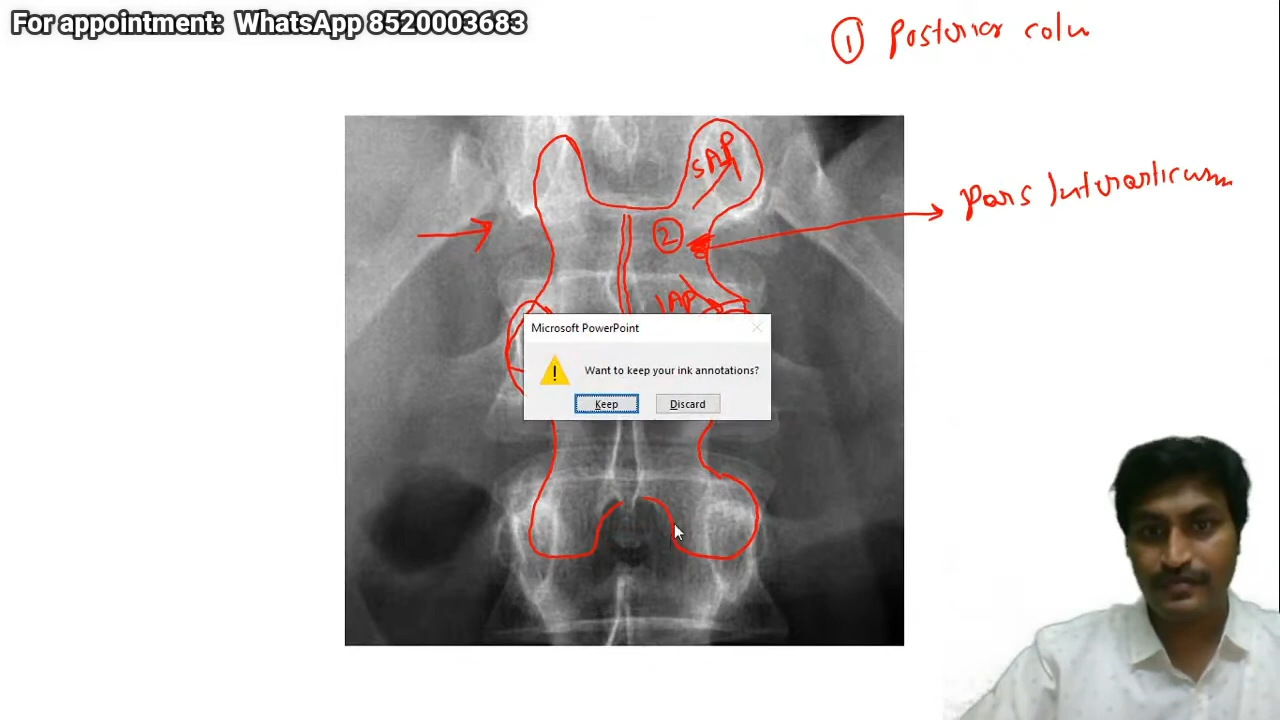 For appointment: WhatsApp 8520003683
① Posterior colu
SAP
Pars Interarticu
②
IAP
Microsoft PowerPoint
Want to keep your ink annotations?
Keep
Discard